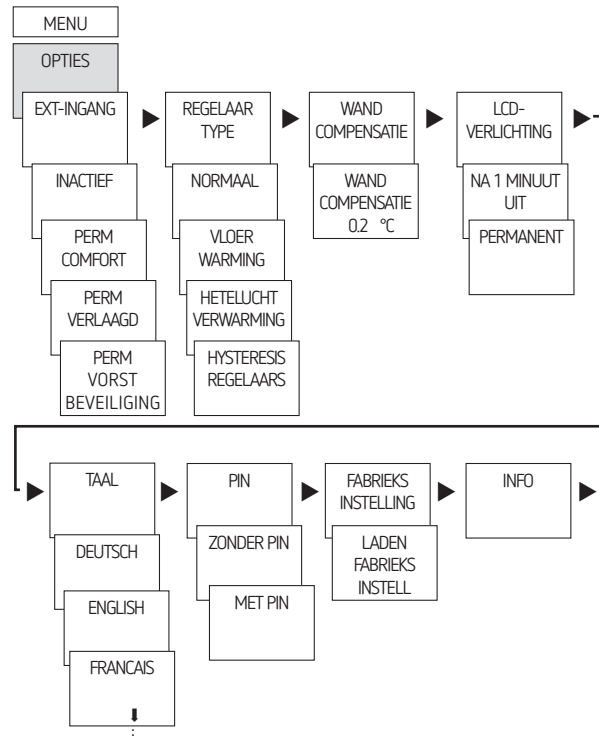 MENU
OPTIES
EXT-INGANG
INACTIEF
PERM
COMFORT
PERM
VERLAAGD
PERM
VORST
BEVEILIGING
REGELAAR
TYPE
NORMAAL
VLOER
WARMING
HETELUCHT
VERWARMING
HYSTERESIS
REGELAARS
WAND
COMPENSATIE
WAND
COMPENSATIE
0.2 °C
LCD-
VERLICHTING
NA 1 MINUUT
UIT
PERMANENT
TAAL
DEUTSCH
ENGLISH
FRANCAIS
PIN
ZONDER PIN
MET PIN
FABRIEKS
INSTELLING
LADEN
FABRIEKS
INSTELL
INFO